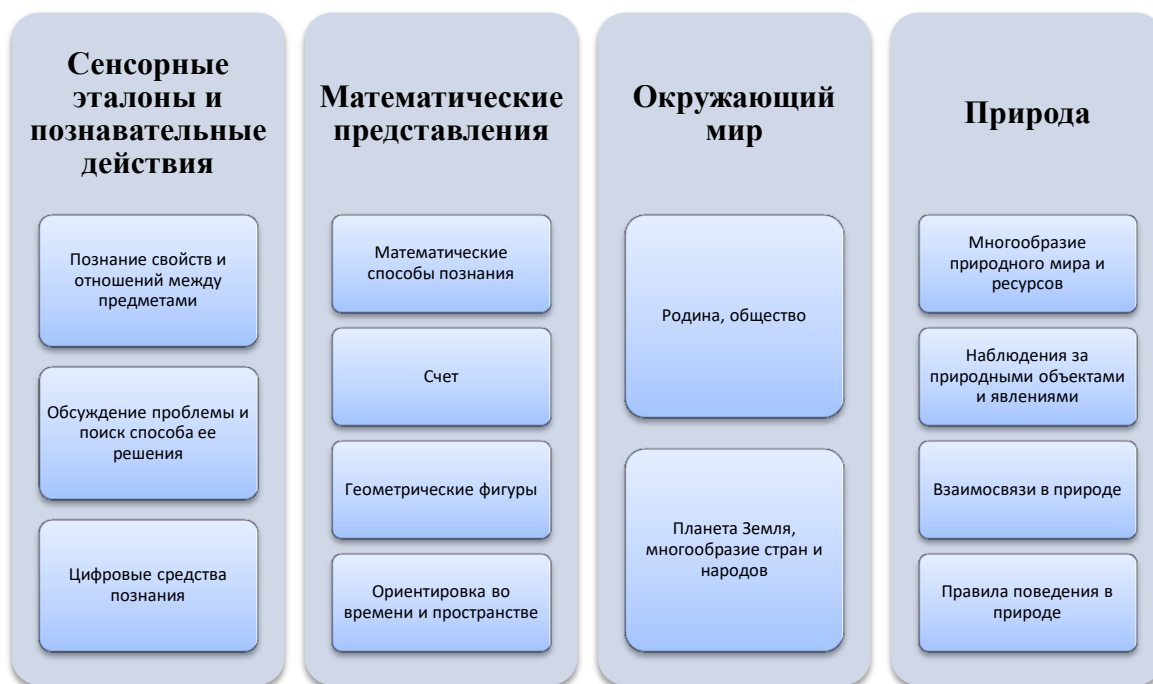 Сенсорные
эталоны и
познавательные
действия
Познание свойств и
отношений между
предметами
Обсуждение проблемы и
поиск способа ее
решения
Цифровые средства
познания
Математические
представления
Математические
способы познания
Счет
Геометрические фигуры
Ориентировка во
времени и пространстве
Окружающий
мир
Родина, общество
Планета Земля,
многообразие стран и
народов
Природа
Многообразие
природного мира и
ресурсов
Наблюдения за
природными объектами
и явлениями
Взаимосвязи в природе
Правила поведения в
природе